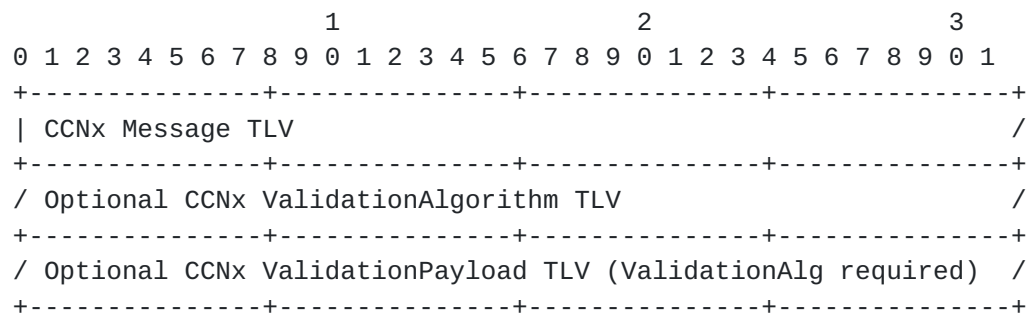 1                   2                   3
0 1 2 3 4 5 6 7 8 9 0 1 2 3 4 5 6 7 8 9 0 1 2 3 4 5 6 7 8 9 0 1
+---------------+---------------+---------------+---------------+
| CCNx Message TLV                                              /
+---------------+---------------+---------------+---------------+
/ Optional CCNx ValidationAlgorithm TLV                         /
+---------------+---------------+---------------+---------------+
/ Optional CCNx ValidationPayload TLV (ValidationAlg required)  /
+---------------+---------------+---------------+---------------+